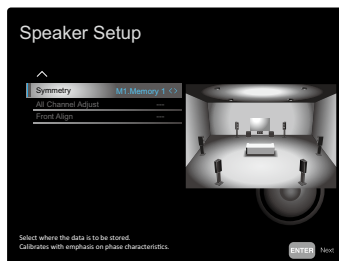 Speaker Setup
Symmetry M1.Memory 1
All Channel Adjust ---
Front Align ---
Select where the data is to be stored.
Calibrates with emphasis on phase characteristics.
ENTER Next